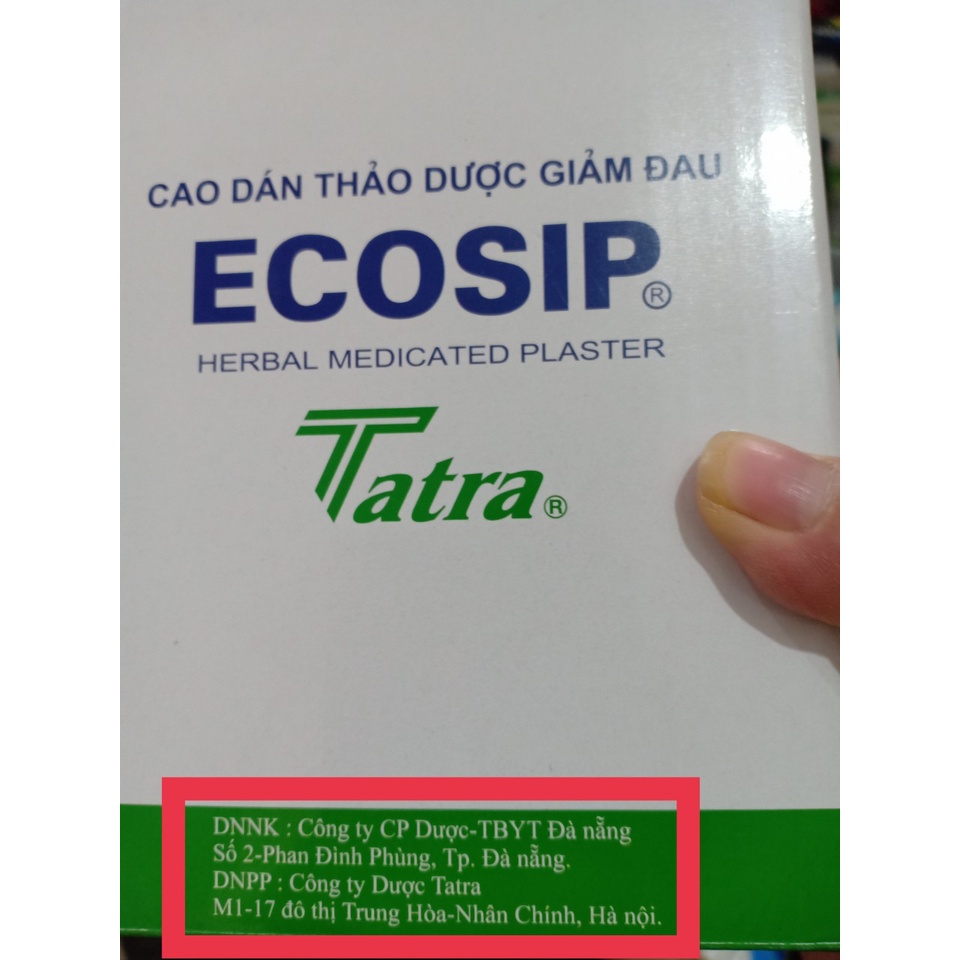 CAO DÁN THẢO DƯỢC GIẢM ĐAU
ECOSIP®
HERBAL MEDICATED PLASTER
Tatra®
DNNK : Công ty CP Dược-TBYT Đà nẵng
Số 2-Phan Đình Phùng, Tp. Đà nẵng.
DNPP : Công ty Dược Tatra
M1-17 đô thị Trung Hòa-Nhân Chính, Hà nội.